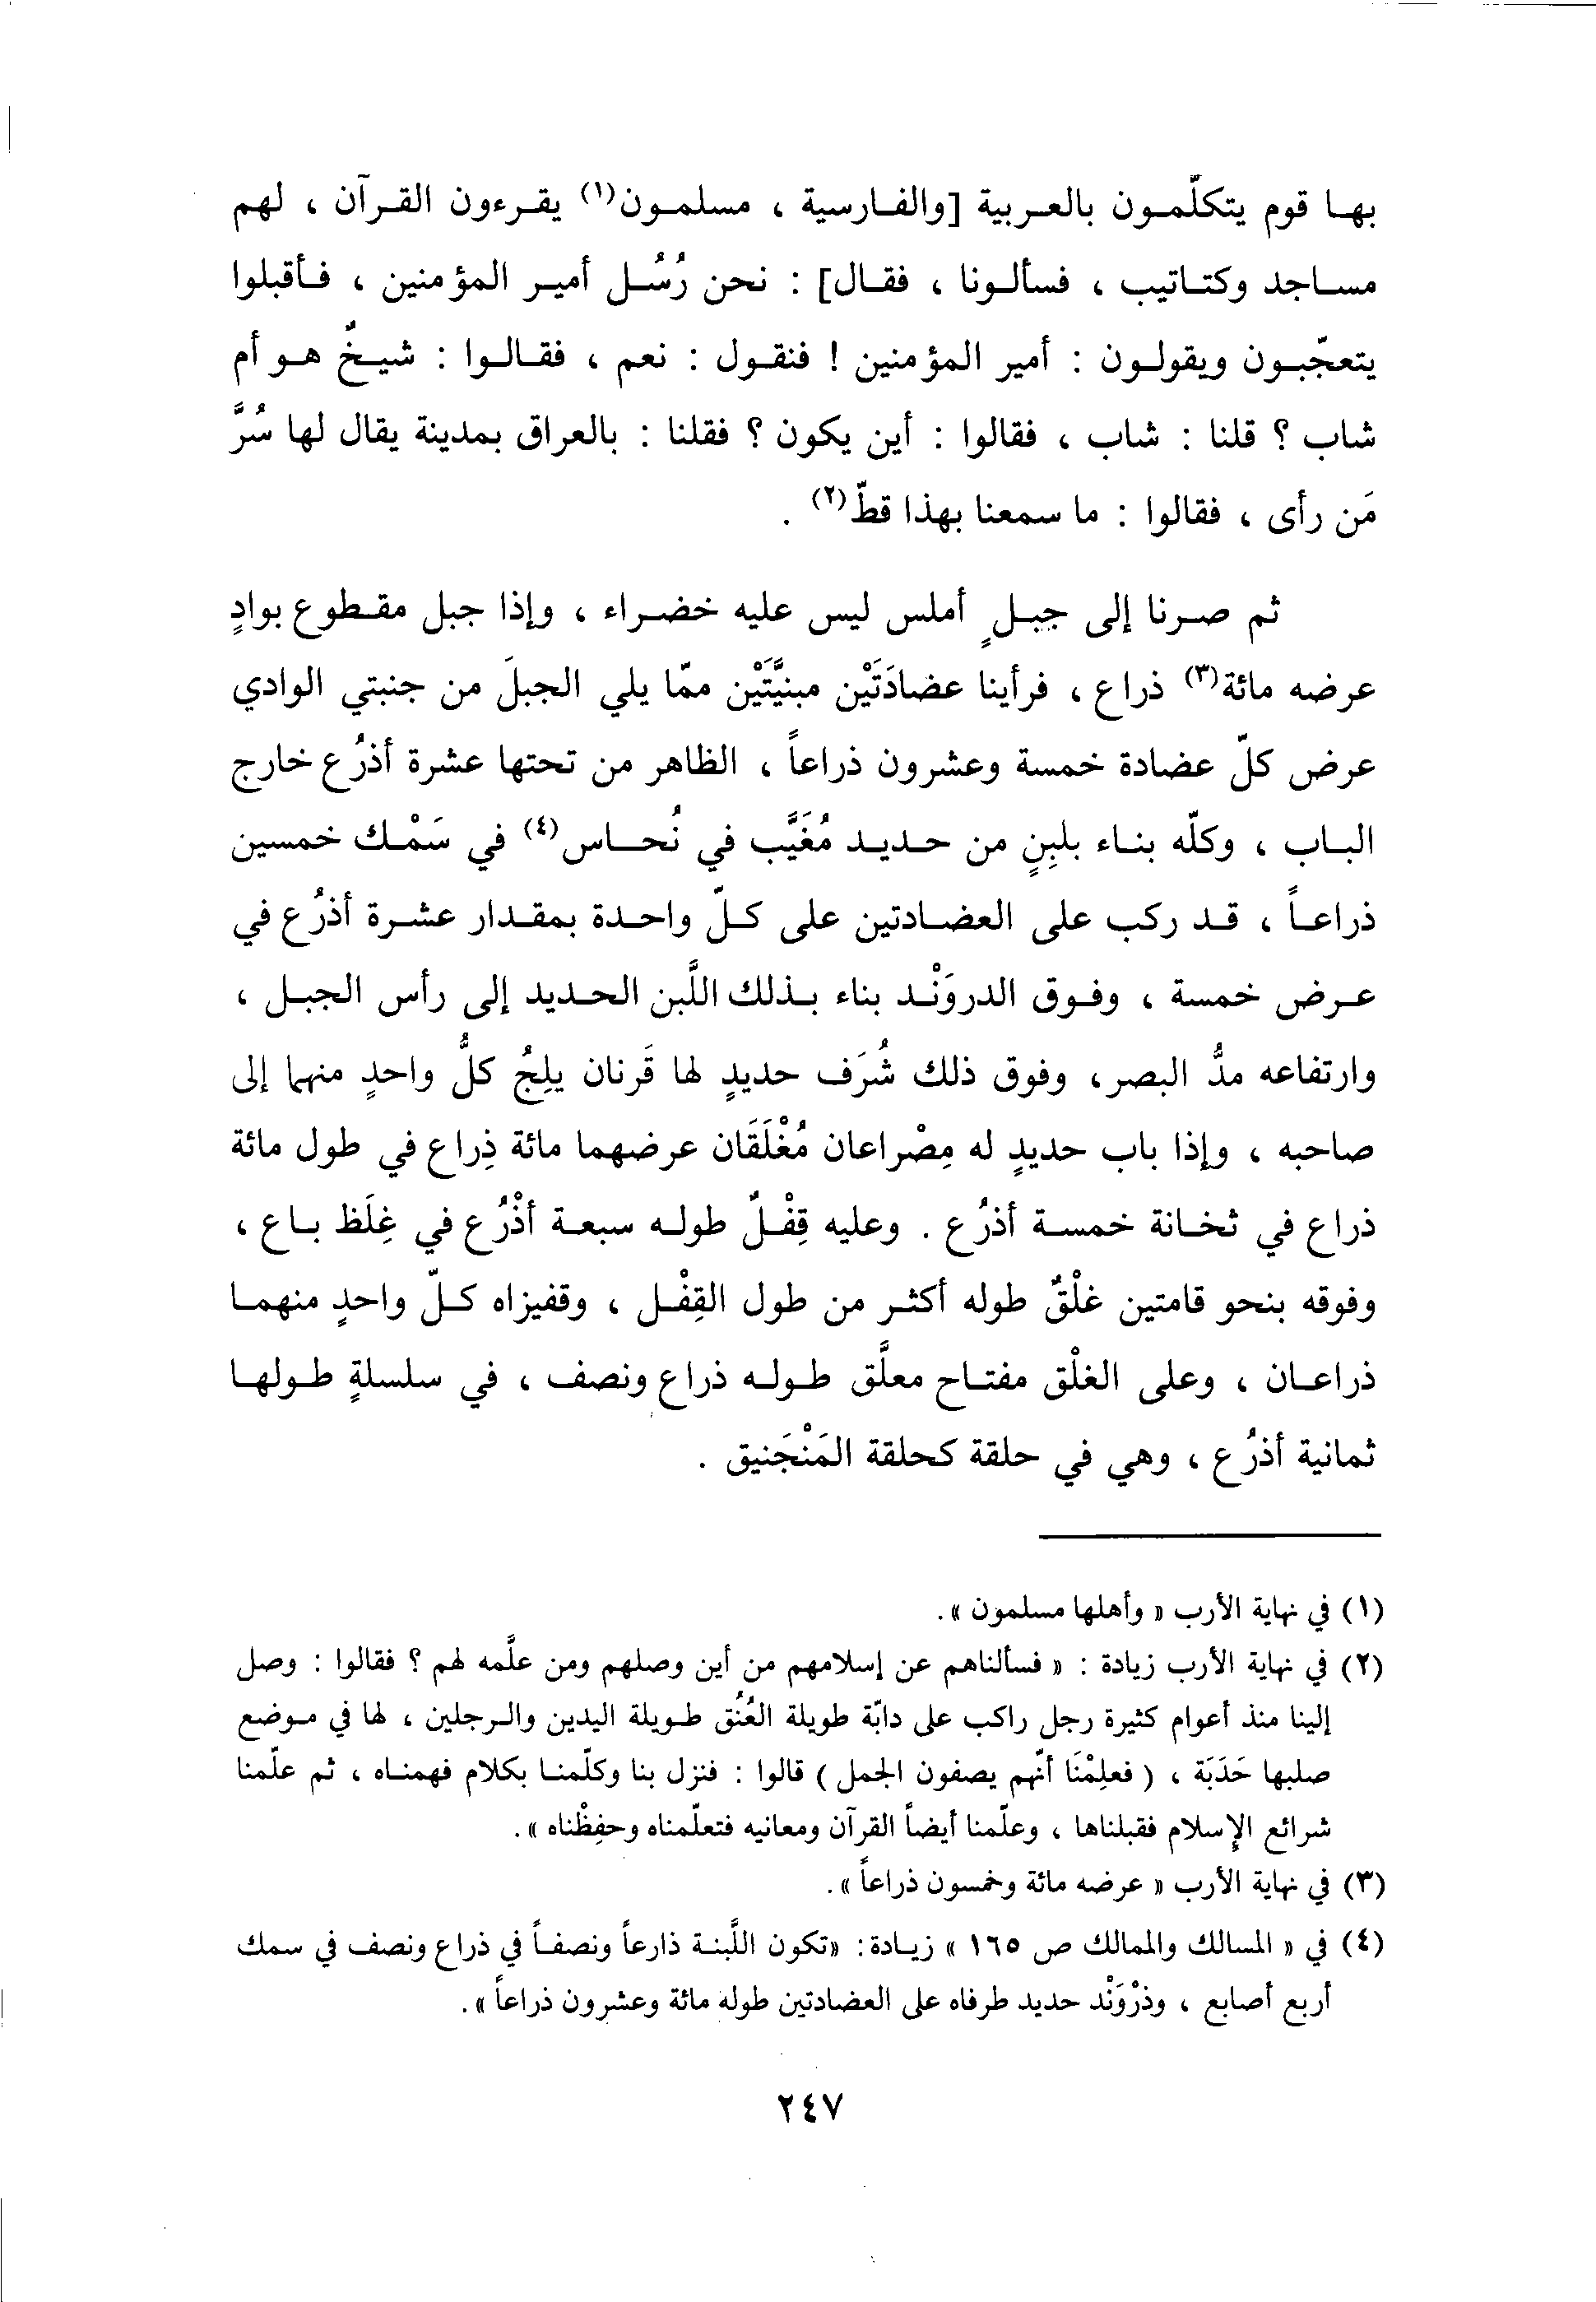 بها قوم يتكلّمون بالعربية [والفارسية ، مسلمون(١) يقرءون القرآن ، لهم
مساجد وكتاتيب ، فسألونا ، فقال] : نحن رُسُل أمير المؤمنين ، فأقبلوا
يتعجّبون ويقولون : أمير المؤمنين ! فنقول : نعم ، فقالوا : شيخٌ هو أم
شاب ؟ قلنا : شاب ، فقالوا : أين يكون ؟ فقلنا : بالعراق بمدينة يقال لها سُرَّ
مَن رأى ، فقالوا : ما سمعنا بهذا قطّ(٢) .
ثم صرنا إلى جبلٍ أملس ليس عليه خضراء ، وإذا جبل مقطوع بوادٍ
عرضه مائة(٣) ذراع ، فرأينا عضادَتَيْن مبنيَّتَيْن ممّا يلي الجبلَ من جنبتي الوادي
عرض كلّ عضادة خمسة وعشرون ذراعاً ، الظاهر من تحتها عشرة أذرُع خارج
الباب ، وكلّه بناء بلبِنٍ من حديد مُغَيَّب في نُحاس(٤) في سَمْك خمسين
ذراعاً ، قد ركب على العضادتين على كلّ واحدة بمقدار عشرة أذرُع في
عرض خمسة ، وفوق الدروَنْد بناء بذلك اللَّبن الحديد إلى رأس الجبل ،
وارتفاعه مدُّ البصر، وفوق ذلك شُرَف حديدٍ لها قَرنان يلِجُ كلُّ واحدٍ منهما إلى
صاحبه ، وإذا باب حديدٍ له مِصْراعان مُغْلَقَان عرضهما مائة ذِراع في طول مائة
ذراع في ثخانة خمسة أذرُع . وعليه قِفْلٌ طوله سبعة أذْرُع في غِلَظ باع ،
وفوقه بنحو قامتين غلْقٌ طوله أكثر من طول القِفْل ، وقفيزاه كلّ واحدٍ منهما
ذراعان ، وعلى الغلْق مفتاح معلَّق طوله ذراع ونصف ، في سلسلةٍ طولها
ثمانية أذرُع ، وهي في حلقة كحلقة المَنْجَنيق .
(١) في نهاية الأرب « وأهلها مسلمون ».
(٢) في نهاية الأرب زيادة : « فسألناهم عن إسلامهم من أين وصلهم ومن علَّمه لهم ؟ فقالوا : وصل
إلينا منذ أعوام كثيرة رجل راكب على دابّة طويلة العُنُق طويلة اليدين والرجلين ، لها في موضع
صلبها حَدَبَة ، ( فعلِمْنَا أنّهم يصفون الجمل ) قالوا : فنزل بنا وكلّمنا بكلام فهمناه ، ثم علّمنا
شرائع الإسلام فقبلناها ، وعلّمنا أيضاً القرآن ومعانيه فتعلّمناه وحفِظْناه ».
(٣) في نهاية الأرب « عرضه مائة وخمسون ذراعاً ».
(٤) في « المسالك والممالك ص ١٦٥ » زيادة: «تكون اللَّبنة ذارعاً ونصفاً في ذراع ونصف في سمك
أربع أصابع ، وذرْوَنْد حديد طرفاه على العضادتين طوله مائة وعشرون ذراعاً ».
٢٤٧